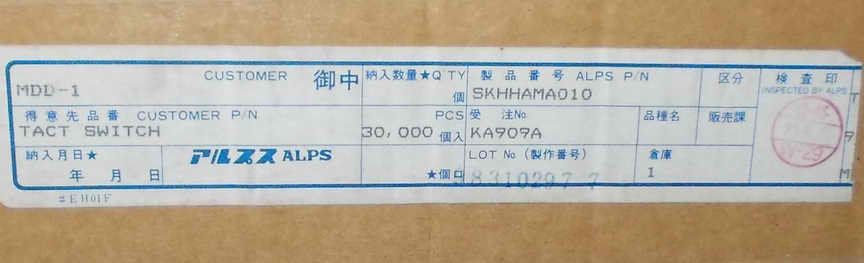 CUSTOMER 御中 納入数量★Q'TY 製品番号 ALPS P/N 区分 検査印
MDD-1 個 SKHHAMA010 INSPECTED BY ALPS
得意先品番 CUSTOMER P/N PCS 受注No. 品種名 販売課
TACT SWITCH 30,000 個入 KA909A
納入月日★ アルプス ALPS LOT No (製作番号) 倉庫
年 月 日 ★個口 8310297 7 1
#EH01F